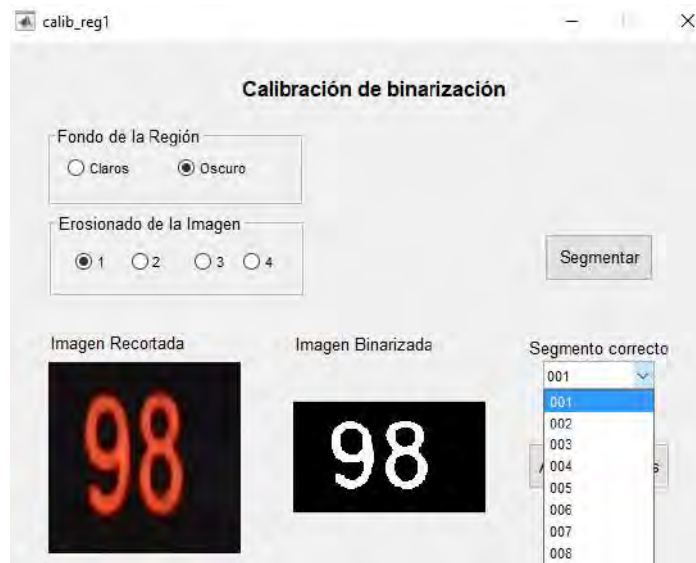 calib_reg1
Calibración de binarización
Fondo de la Región
Claros Oscuro
Erosionado de la Imagen
1 2 3 4
Segmentar
Imagen Recortada Imagen Binarizada Segmento correcto
001
001
002
003
004
005
006
007
008
98 98